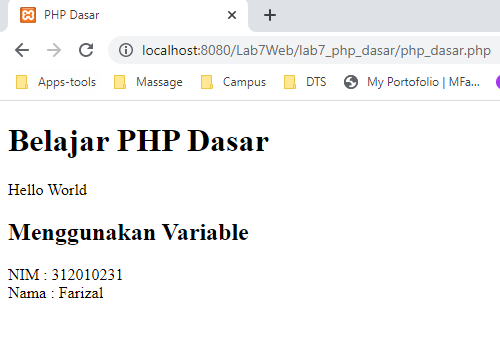 PHP Dasar
localhost:8080/Lab7Web/lab7_php_dasar/php_dasar.php
Apps-tools Massage Campus DTS My Portofolio | MFa...
Belajar PHP Dasar
Hello World
Menggunakan Variable
NIM : 312010231
Nama : Farizal